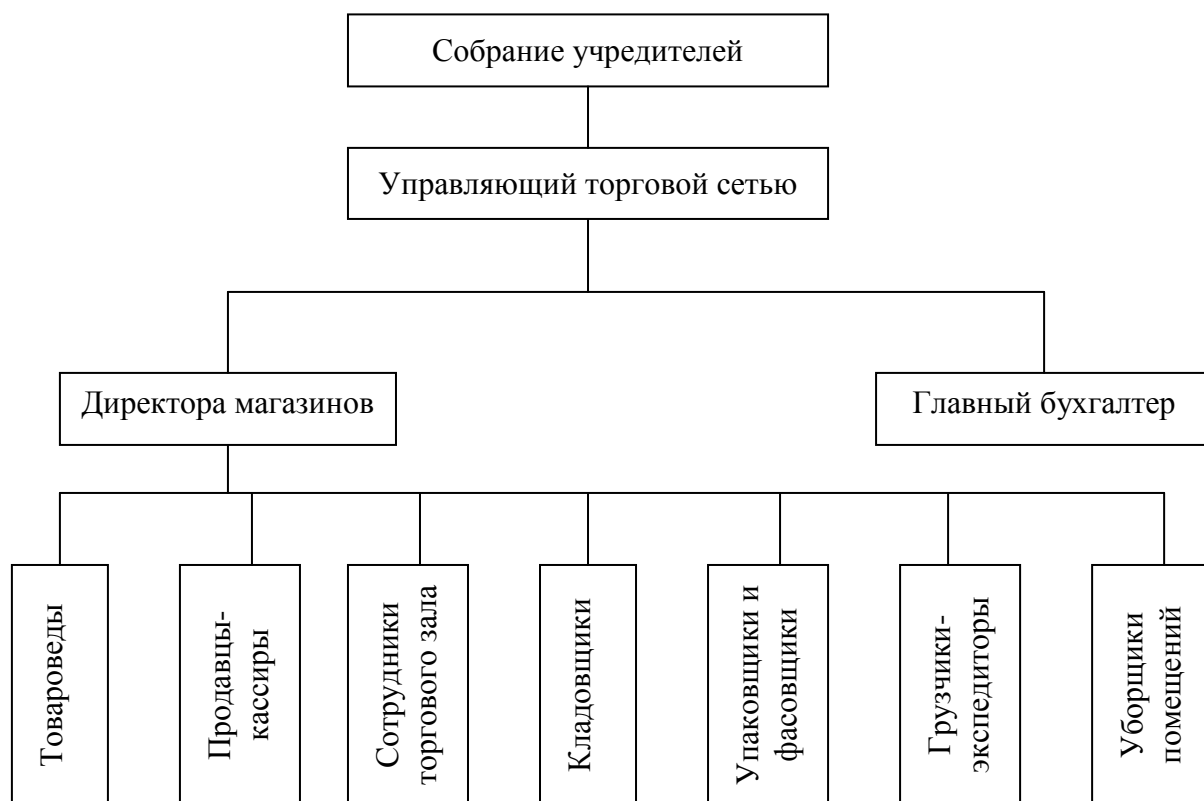 Собрание учредителей
Управляющий торговой сетью
Директора магазинов
Главный бухгалтер
Товароведы
Продавцы-
кассиры
Сотрудники
торгового зала
Кладовщики
Упаковщики и
фасовщики
Грузчики-
экспедиторы
Уборщики
помещений